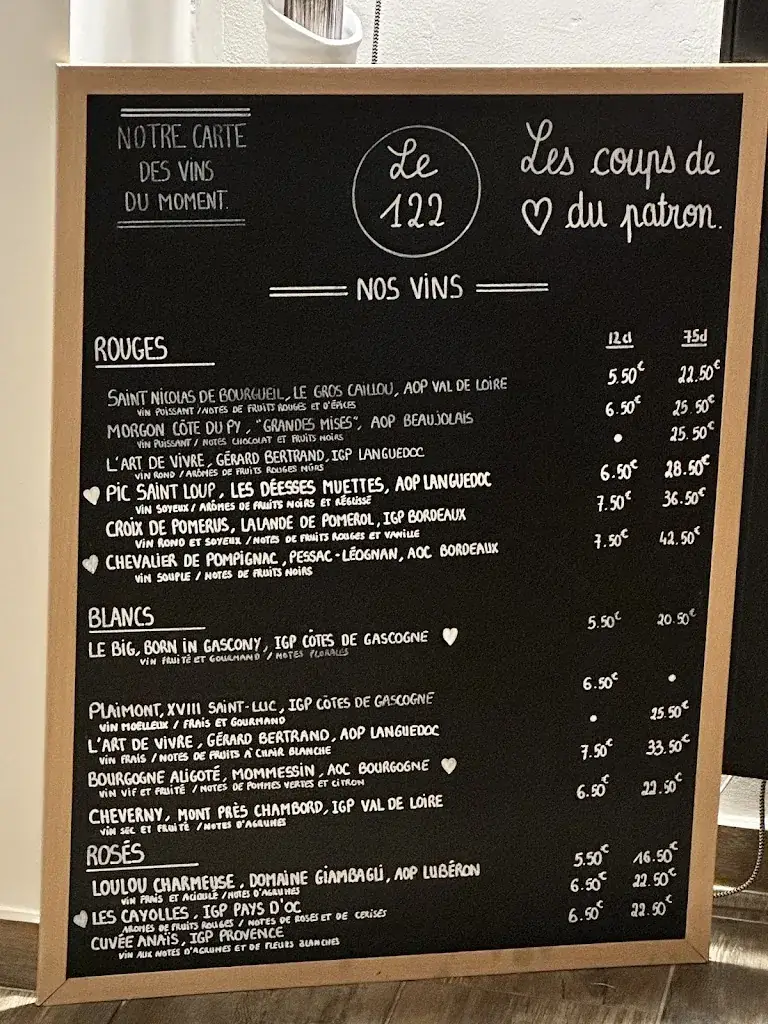 NOTRE CARTE
DES VINS
DU MOMENT.
Le
122
Les coups de
♡ du patron.
NOS VINS
ROUGES 12cl 75cl
SAINT NICOLAS DE BOURGUEIL, LE GROS CAILLOU, AOP VAL DE LOIRE 5.50€ 22.50€
VIN PUISSANT / NOTES DE FRUITS ROUGES ET D'ÉPICES
MORGON CÔTE DU PY, "GRANDES MISES", AOP BEAUJOLAIS 6.50€ 25.50€
VIN PUISSANT / NOTES CHOCOLAT ET FRUITS NOIRS
L'ART DE VIVRE, GÉRARD BERTRAND, IGP LANGUEDOC • 25.50€
VIN ROND / ARÔMES DE FRUITS ROUGES MÛRS
♥ PIC SAINT LOUP, LES DÉESSES MUETTES, AOP LANGUEDOC 6.50€ 28.50€
VIN SOYEUX / ARÔMES DE FRUITS NOIRS ET RÉGLISSE
CROIX DE POMERUS, LALANDE DE POMEROL, IGP BORDEAUX 7.50€ 36.50€
VIN ROND ET SOYEUX / NOTES DE FRUITS ROUGES ET VANILLE
♥ CHEVALIER DE POMPIGNAC, PESSAC-LÉOGNAN, AOC BORDEAUX 7.50€ 42.50€
VIN SOUPLE / NOTES DE FRUITS NOIRS
BLANCS
LE BIG, BORN IN GASCONY, IGP CÔTES DE GASCOGNE ♥ 5.50€ 20.50€
VIN FRUITÉ ET GOURMAND / NOTES FLORALES
PLAIMONT, XVIII SAINT-LUC, IGP CÔTES DE GASCOGNE 6.50€ •
VIN MOELLEUX / FRAIS ET GOURMAND
L'ART DE VIVRE, GÉRARD BERTRAND, AOP LANGUEDOC • 25.50€
VIN FRAIS / NOTES DE FRUITS À CHAIR BLANCHE
BOURGOGNE ALIGOTÉ, MOMMESSIN, AOC BOURGOGNE ♥ 7.50€ 33.50€
VIN VIF ET FRUITÉ / NOTES DE POMMES VERTES ET CITRON
CHEVERNY, MONT PRÈS CHAMBORD, IGP VAL DE LOIRE 6.50€ 22.50€
VIN SEC ET FRUITÉ / NOTES D'AGRUMES
ROSÉS
LOULOU CHARMEUSE, DOMAINE GIAMBAGLI, AOP LUBÉRON 5.50€ 16.50€
VIN FRAIS ET ACIDULÉ / NOTES D'AGRUMES
♥ LES CAYOLLES, IGP PAYS D'OC 6.50€ 22.50€
ARÔMES DE FRUITS ROUGES / NOTES DE ROSES ET DE CERISES
CUVÉE ANAÏS, IGP PROVENCE 6.50€ 22.50€
VIN AUX NOTES D'AGRUMES ET DE FLEURS BLANCHES